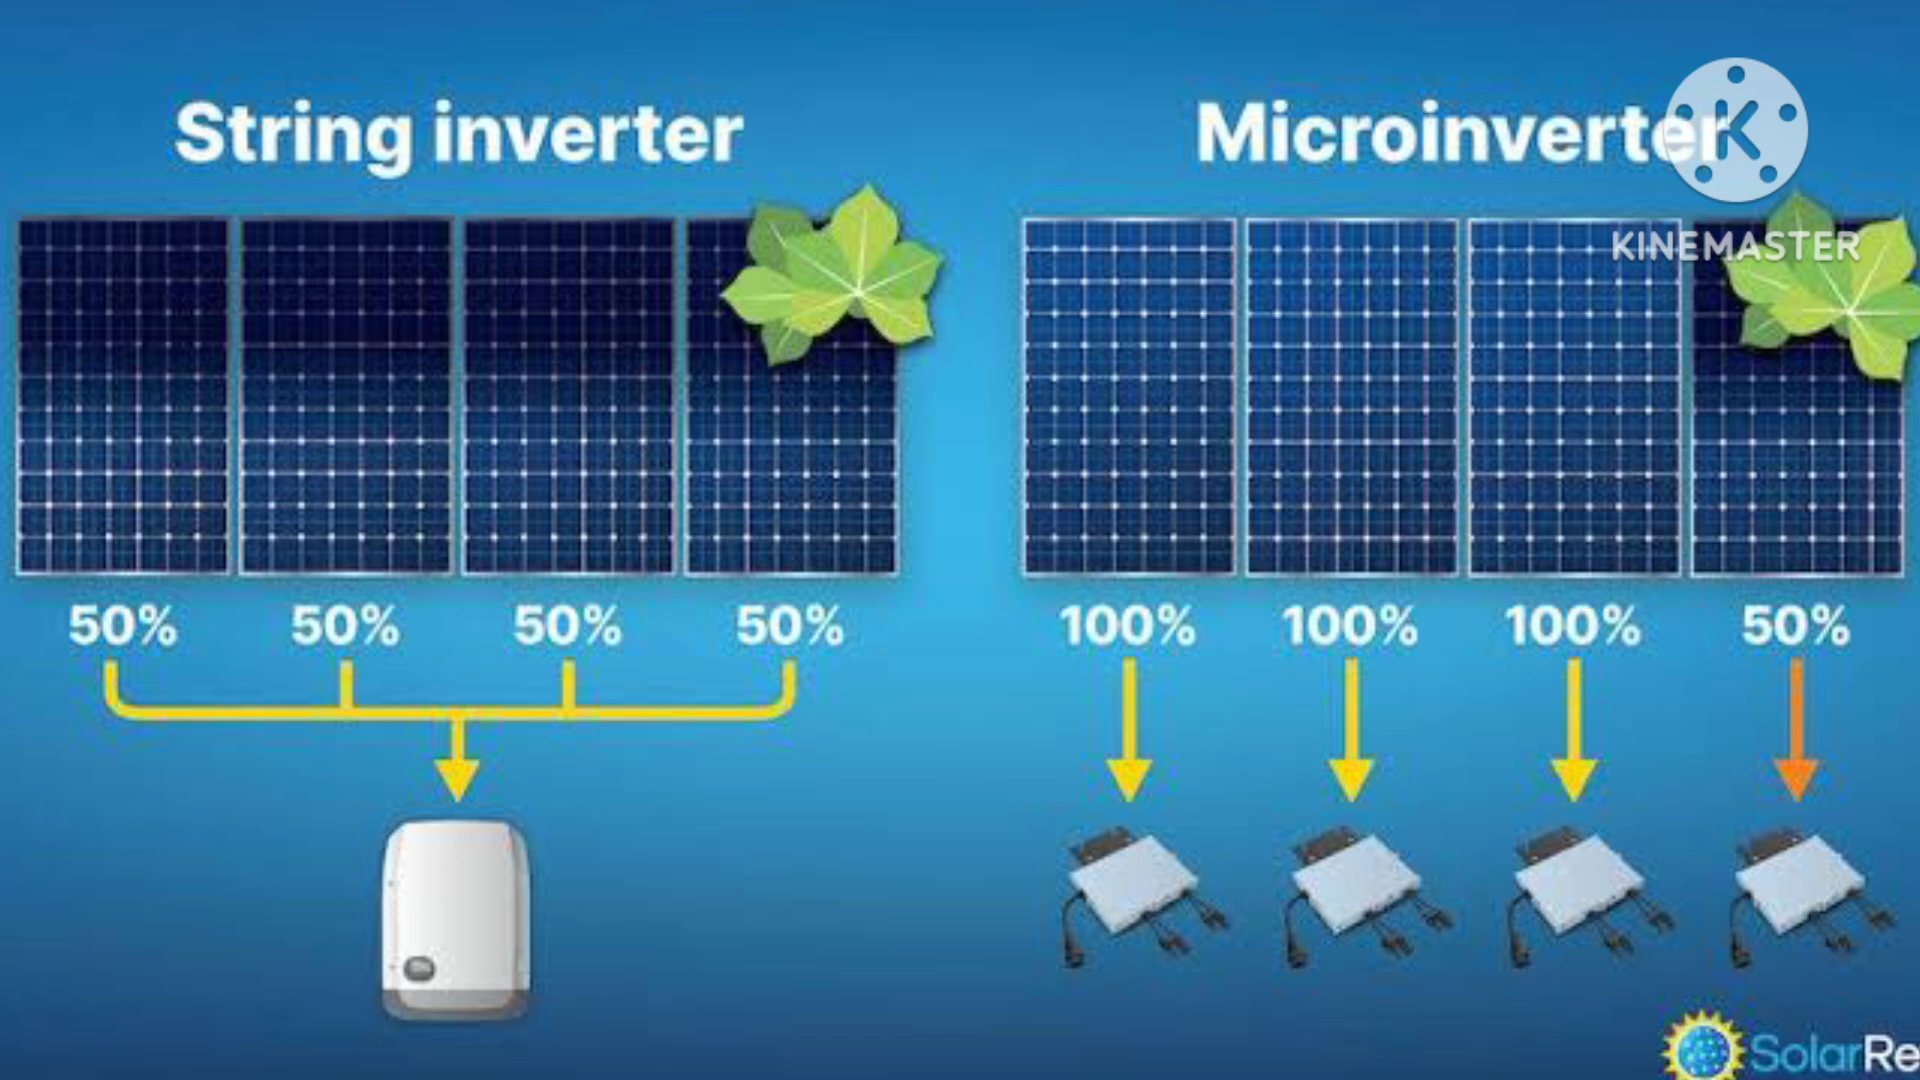 String inverter
Microinverter
KINEMASTER
50% 50% 50% 50%
100% 100% 100% 50%
SolarRe